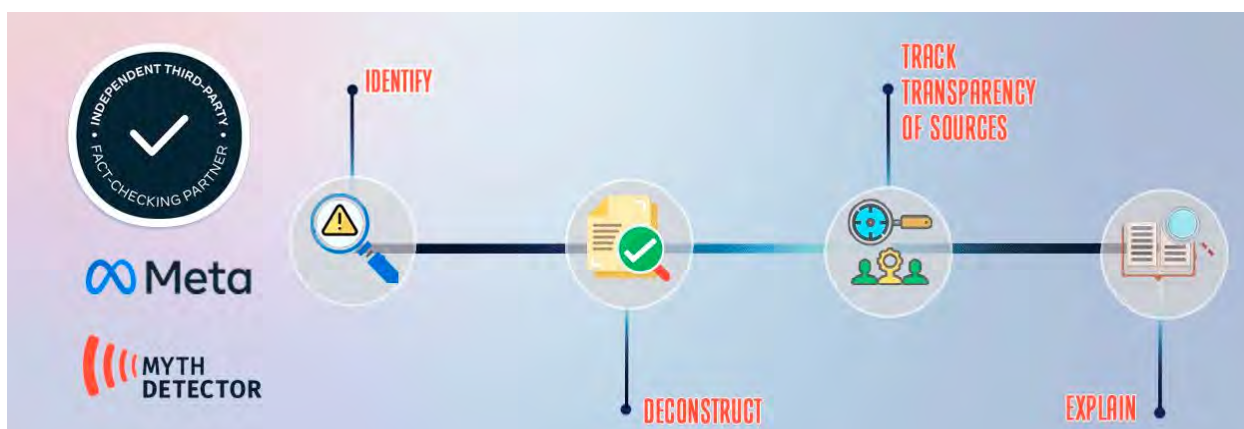 INDEPENDENT THIRD-PARTY
FACT-CHECKING PARTNER
Meta
MYTH
DETECTOR
IDENTIFY
DECONSTRUCT
TRACK
TRANSPARENCY
OF SOURCES
EXPLAIN